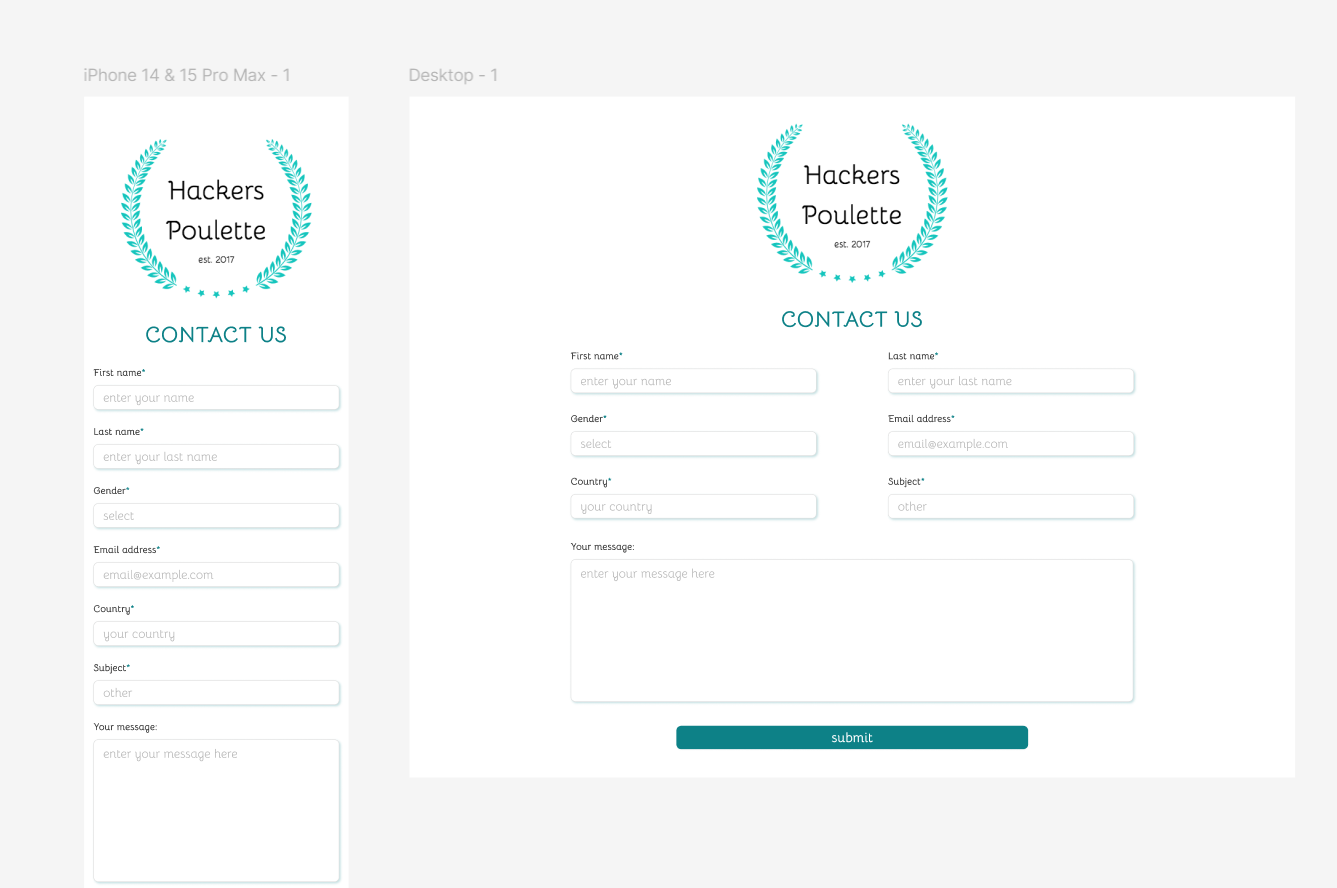 iPhone 14 & 15 Pro Max - 1
Hackers
Poulette
est. 2017
CONTACT US
First name*
enter your name
Last name*
enter your last name
Gender*
select
Email address*
email@example.com
Country*
your country
Subject*
other
Your message:
enter your message here
Desktop - 1
Hackers
Poulette
est. 2017
CONTACT US
First name*
Last name*
enter your name
enter your last name
Gender*
Email address*
select
email@example.com
Country*
Subject*
your country
other
Your message:
enter your message here
submit